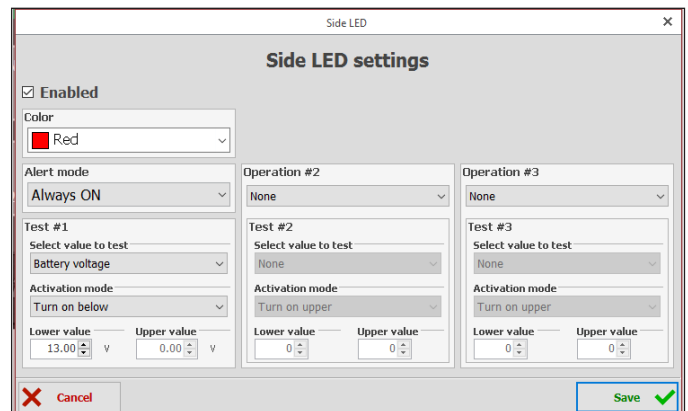 Side LED
Side LED settings
Enabled
Color
Red
Alert mode
Always ON
Operation #2
None
Operation #3
None
Test #1
Select value to test
Battery voltage
Activation mode
Turn on below
Lower value Upper value
13.00 V 0.00 V
Test #2
Select value to test
None
Activation mode
Turn on upper
Lower value Upper value
0 0
Test #3
Select value to test
None
Activation mode
Turn on upper
Lower value Upper value
0 0
Cancel
Save